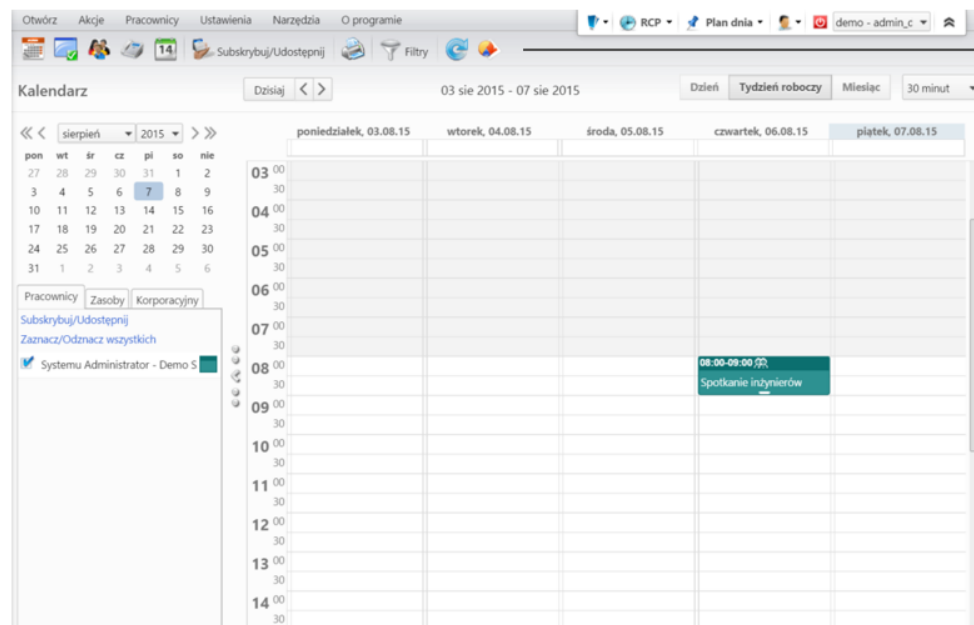 Otwórz Akcje Pracownicy Ustawienia Narzędzia O programie
RCP Plan dnia demo - admin_c
14 Subskrybuj/Udostępnij Filtry
Kalendarz Dzisiaj 03 sie 2015 - 07 sie 2015 Dzień Tydzień roboczy Miesiąc 30 minut
sierpień 2015
pon wt śr cz pi so nie
27 28 29 30 31 1 2
3 4 5 6 7 8 9
10 11 12 13 14 15 16
17 18 19 20 21 22 23
24 25 26 27 28 29 30
31 1 2 3 4 5 6
Pracownicy Zasoby Korporacyjny
Subskrybuj/Udostępnij
Zaznacz/Odznacz wszystkich
Systemu Administrator - Demo S
poniedziałek, 03.08.15 wtorek, 04.08.15 środa, 05.08.15 czwartek, 06.08.15 piątek, 07.08.15
03 00
30
04 00
30
05 00
30
06 00
30
07 00
30
08 00
30
09 00
30
10 00
30
11 00
30
12 00
30
13 00
30
14 00
30
08:00-09:00
Spotkanie inżynierów